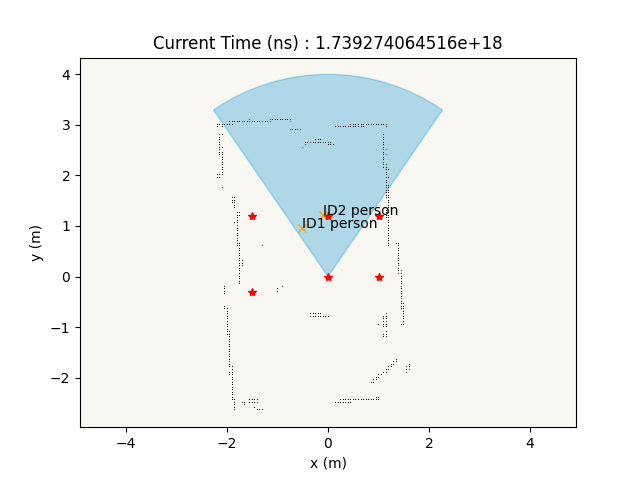 Current Time (ns) : 1.739274064516e+18
4
3
2
1
0
−1
−2
y (m)
ID2 person
ID1 person
−4
−2
0
2
4
x (m)